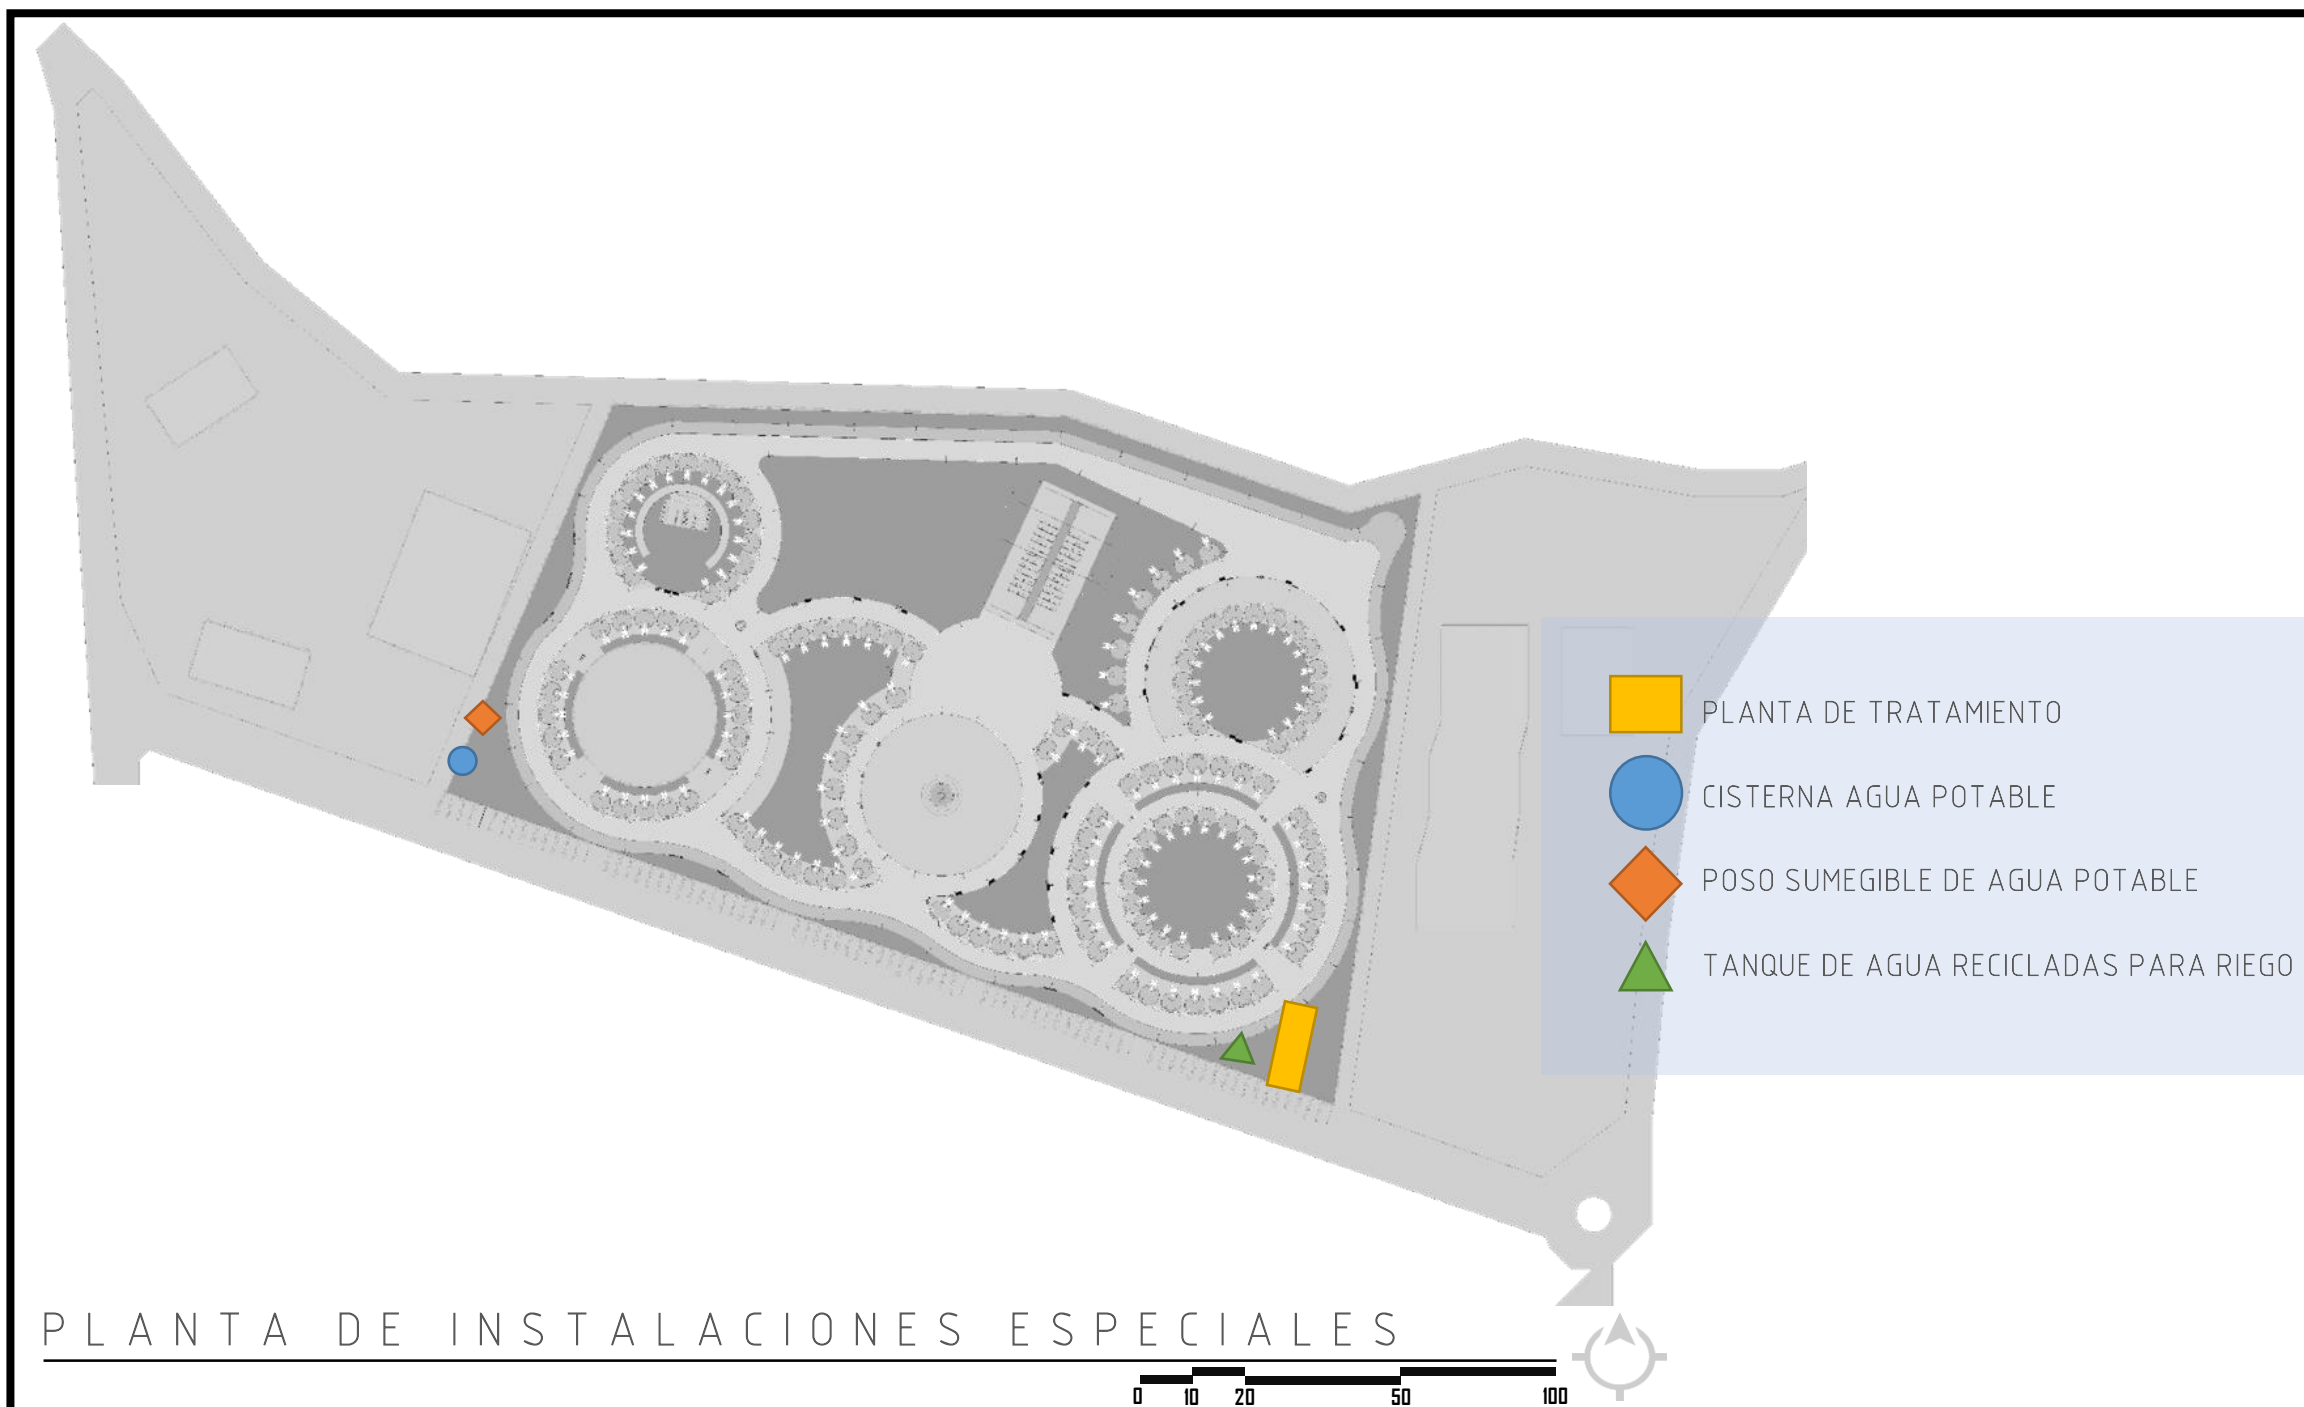 PLANTA DE TRATAMIENTO
CISTERNA AGUA POTABLE
POSO SUMEGIBLE DE AGUA POTABLE
TANQUE DE AGUA RECICLADAS PARA RIEGO
PLANTA DE INSTALACIONES ESPECIALES
0 10 20 50 100